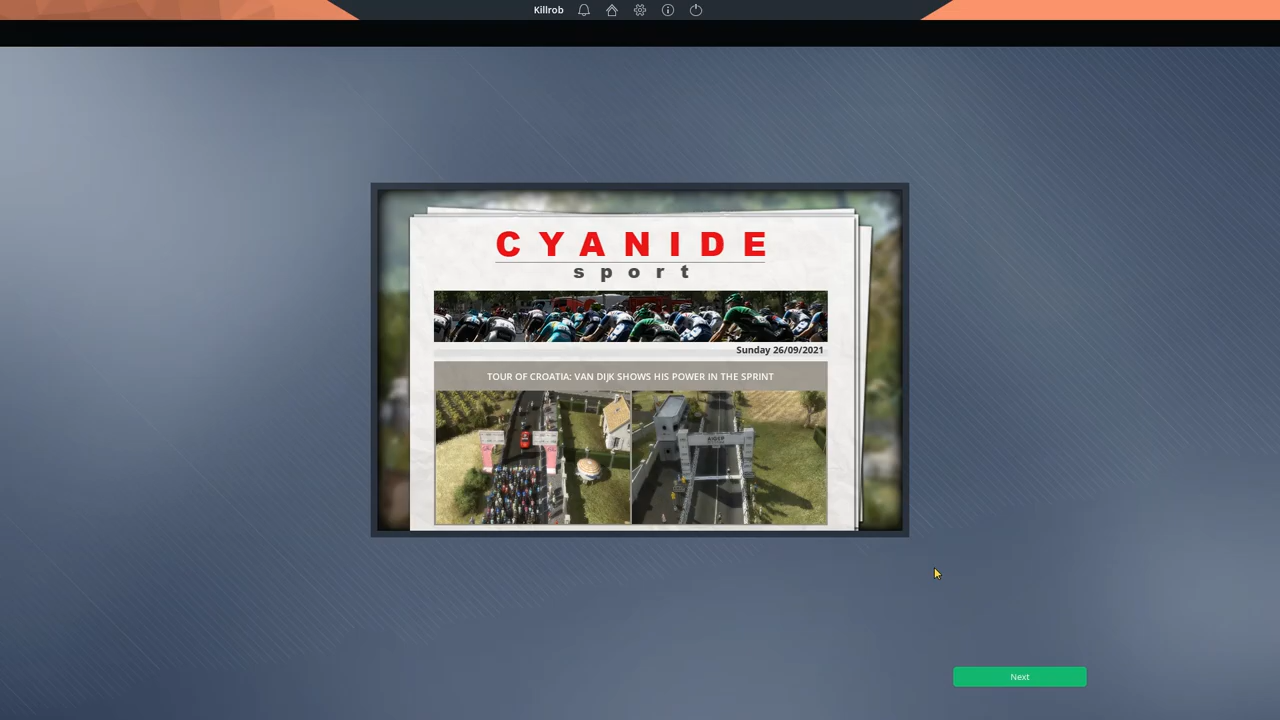 Killrob
CYANIDE
sport
Sunday 26/09/2021
TOUR OF CROATIA: VAN DIJK SHOWS HIS POWER IN THE SPRINT
Next